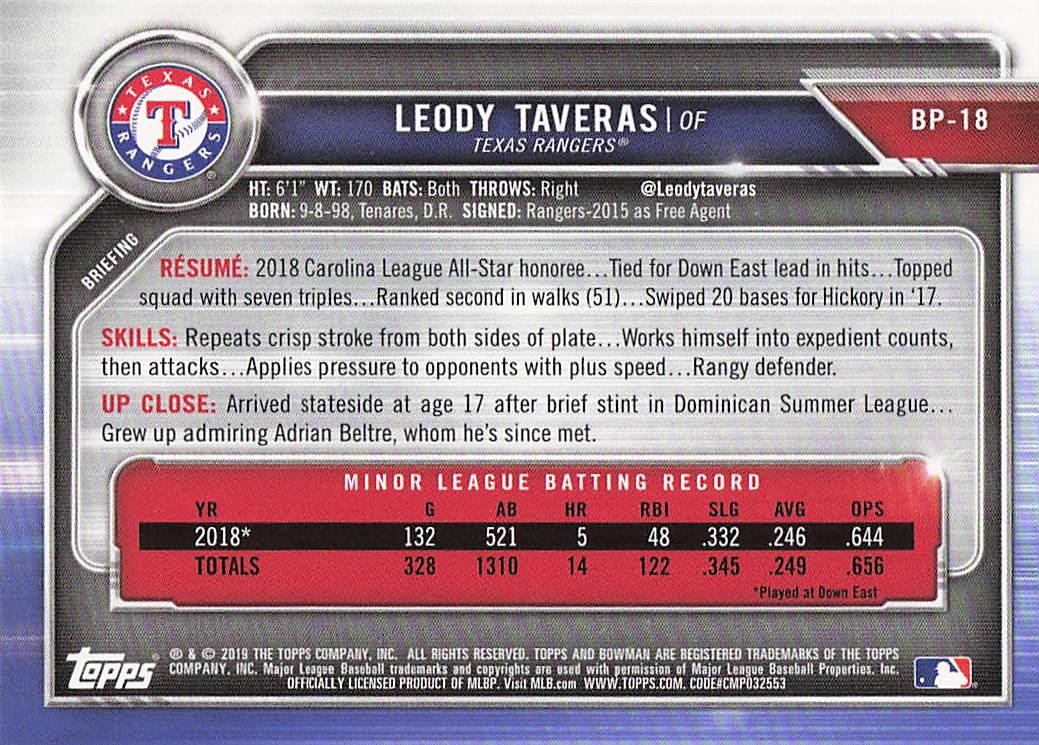 TEXAS
T
RANGERS®
LEODY TAVERAS | OF
TEXAS RANGERS®
BP-18
HT: 6'1" WT: 170 BATS: Both THROWS: Right @Leodytaveras
BORN: 9-8-98, Tenares, D.R. SIGNED: Rangers-2015 as Free Agent
BRIEFING
RÉSUMÉ: 2018 Carolina League All-Star honoree...Tied for Down East lead in hits...Topped
squad with seven triples...Ranked second in walks (51)...Swiped 20 bases for Hickory in '17.
SKILLS: Repeats crisp stroke from both sides of plate...Works himself into expedient counts,
then attacks...Applies pressure to opponents with plus speed...Rangy defender.
UP CLOSE: Arrived stateside at age 17 after brief stint in Dominican Summer League...
Grew up admiring Adrian Beltre, whom he's since met.
MINOR LEAGUE BATTING RECORD
YR G AB HR RBI SLG AVG OPS
2018* 132 521 5 48 .332 .246 .644
TOTALS 328 1310 14 122 .345 .249 .656
*Played at Down East
Topps® ® & © 2019 THE TOPPS COMPANY, INC. ALL RIGHTS RESERVED. TOPPS AND BOWMAN ARE REGISTERED TRADEMARKS OF THE TOPPS
COMPANY, INC. Major League Baseball trademarks and copyrights are used with permission of Major League Baseball Properties, Inc.
OFFICIALLY LICENSED PRODUCT OF MLBP. Visit MLB.com WWW.TOPPS.COM. CODE#CMP032553